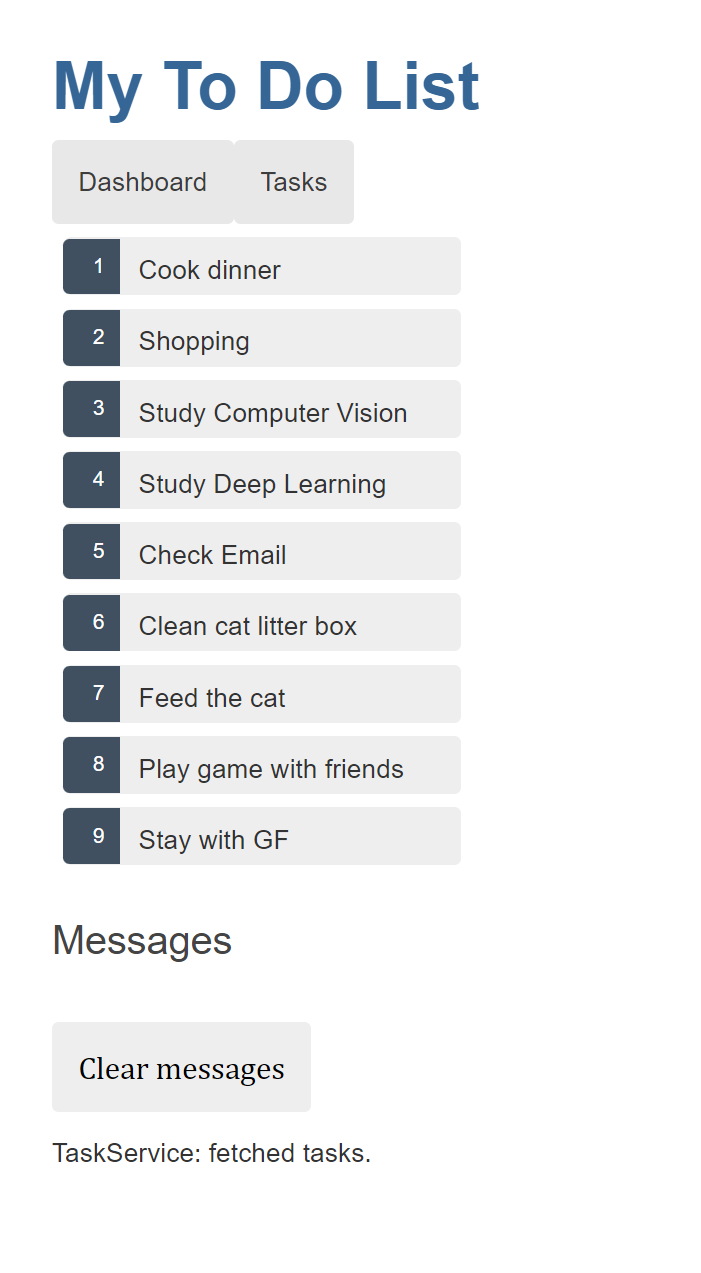 My To Do List
Dashboard Tasks
1 Cook dinner
2 Shopping
3 Study Computer Vision
4 Study Deep Learning
5 Check Email
6 Clean cat litter box
7 Feed the cat
8 Play game with friends
9 Stay with GF
Messages
Clear messages
TaskService: fetched tasks.